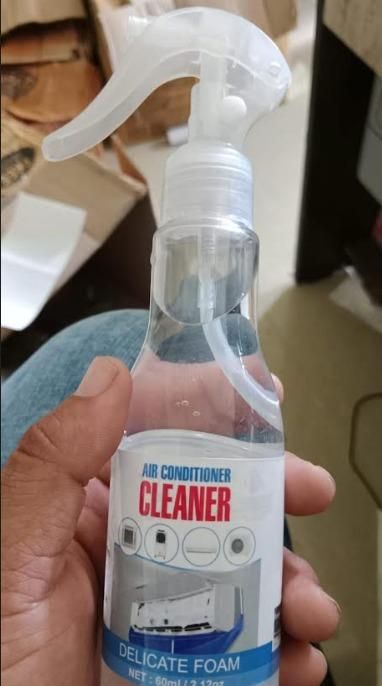 AIR CONDITIONER
CLEANER
DELICATE FOAM
NET : 60ml / 2.12oz